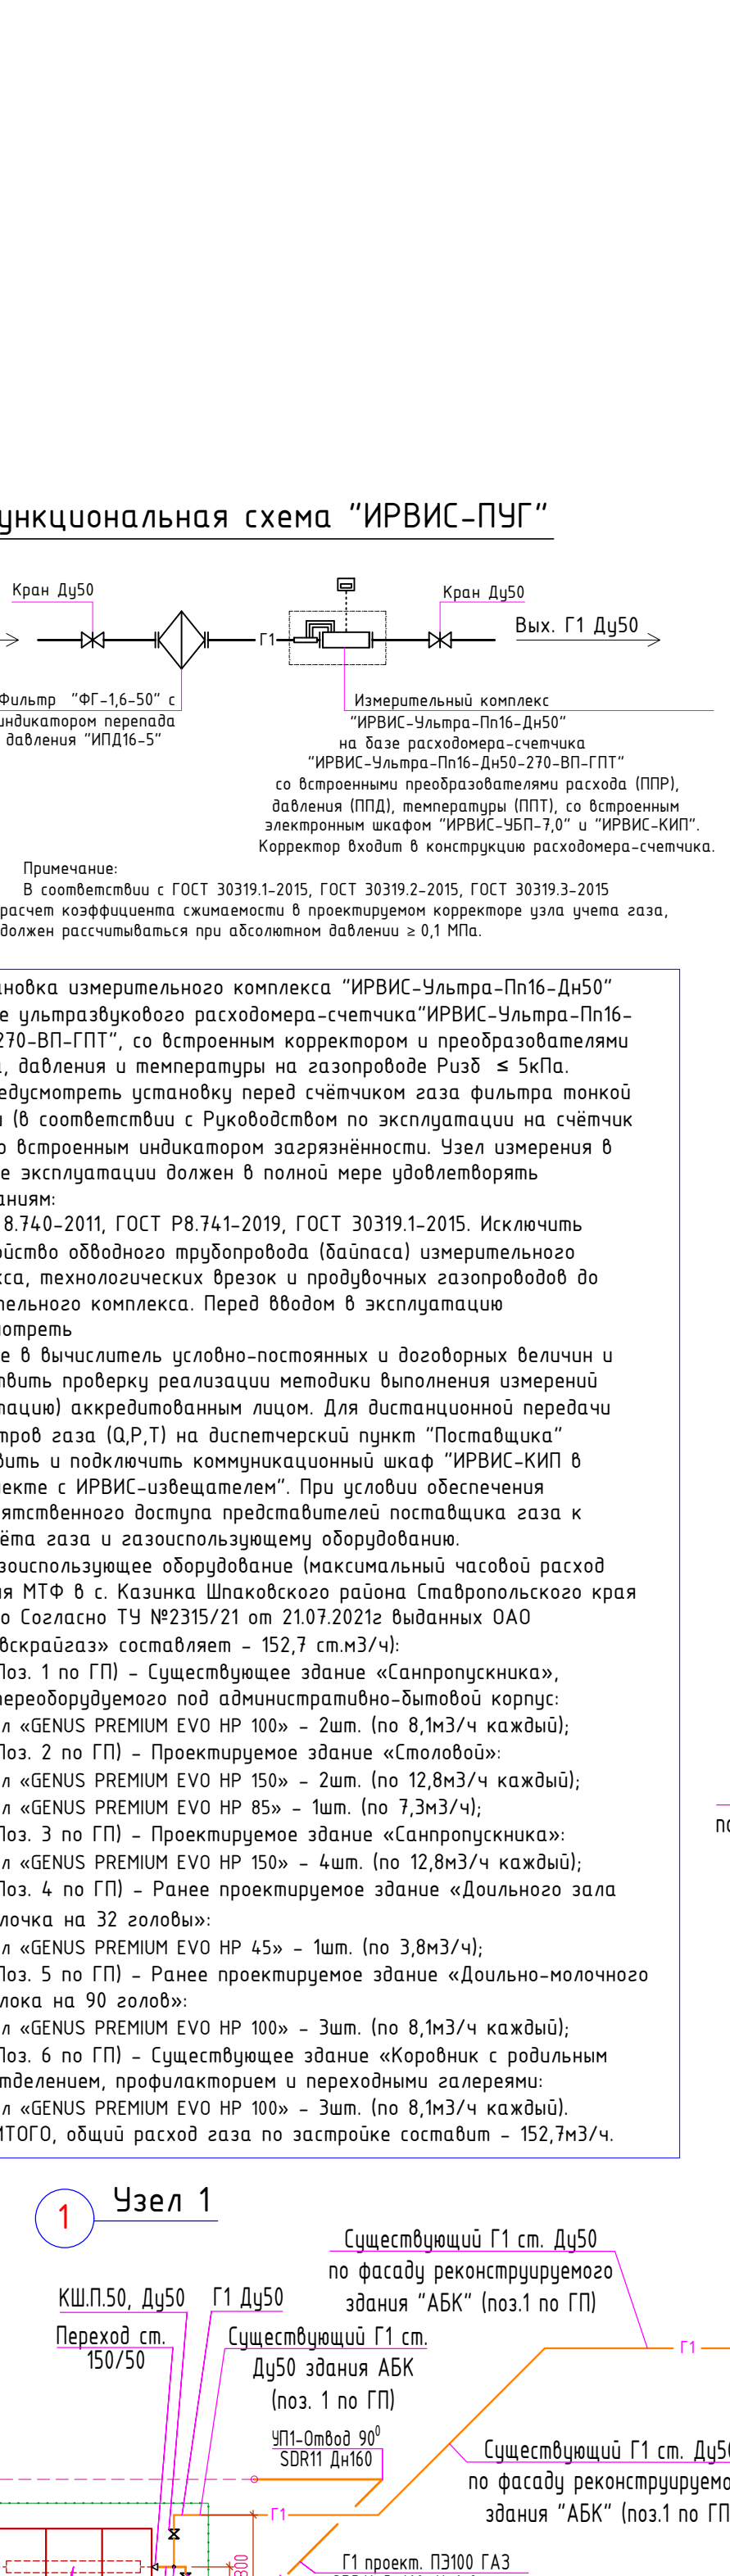 ункциональная схема "ИРВИС-ПУГ"
Кран Ду50
Кран Ду50
Г1
Вых. Г1 Ду50
Фильтр "ФГ-1,6-50" с
индикатором перепада
давления "ИПД16-5"
Измерительный комплекс
"ИРВИС-Ультра-Пп16-Дн50"
на базе расходомера-счетчика
"ИРВИС-Ультра-Пп16-Дн50-270-ВП-ГПТ"
со встроенными преобразователями расхода (ППР),
давления (ППД), температуры (ППТ), со встроенным
электронным шкафом "ИРВИС-УБП-7,0" и "ИРВИС-КИП".
Корректор входит в конструкцию расходомера-счетчика.
Примечание:
В соответствии с ГОСТ 30319.1-2015, ГОСТ 30319.2-2015, ГОСТ 30319.3-2015
расчет коэффициента сжимаемости в проектируемом корректоре узла учета газа,
должен рассчитываться при абсолютном давлении ≥ 0,1 МПа.
новка измерительного комплекса "ИРВИС-Ультра-Пп16-Дн50"
е ультразвукового расходомера-счетчика"ИРВИС-Ультра-Пп16-
270-ВП-ГПТ", со встроенным корректором и преобразователями
, давления и температуры на газопроводе Ризб ≤ 5кПа.
едусмотреть установку перед счётчиком газа фильтра тонкой
и (в соответствии с Руководством по эксплуатации на счётчик
о встроенным индикатором загрязнённости. Узел измерения в
е эксплуатации должен в полной мере удовлетворять
аниям:
8.740-2011, ГОСТ Р8.741-2019, ГОСТ 30319.1-2015. Исключить
ойство обводного трубопровода (байпаса) измерительного
кса, технологических врезок и продувочных газопроводов до
тельного комплекса. Перед вводом в эксплуатацию
мотреть
е в вычислитель условно-постоянных и договорных величин и
твить проверку реализации методики выполнения измерений
тацию) аккредитованным лицом. Для дистанционной передачи
тров газа (Q,P,T) на диспетчерский пункт "Поставщика"
вить и подключить коммуникационный шкаф "ИРВИС-КИП в
лекте с ИРВИС-извещателем". При условии обеспечения
ятственного доступа представителей поставщика газа к
ёта газа и газоиспользующему оборудованию.
зоиспользующее оборудование (максимальный часовой расход
ия МТФ в с. Казинка Шпаковского района Ставропольского края
о Согласно ТУ №2315/21 от 21.07.2021г выданных ОАО
вскрайгаз» составляет - 152,7 ст.м3/ч):
Поз. 1 по ГП) - Существующее здание «Санпропускника»,
переоборудуемого под административно-бытовой корпус:
л «GENUS PREMIUM EVO HP 100» - 2шт. (по 8,1м3/ч каждый);
Поз. 2 по ГП) - Проектируемое здание «Столовой»:
л «GENUS PREMIUM EVO HP 150» - 2шт. (по 12,8м3/ч каждый);
л «GENUS PREMIUM EVO HP 85» - 1шт. (по 7,3м3/ч);
Поз. 3 по ГП) - Проектируемое здание «Санпропускника»:
л «GENUS PREMIUM EVO HP 150» - 4шт. (по 12,8м3/ч каждый);
Поз. 4 по ГП) - Ранее проектируемое здание «Доильного зала
лочка на 32 головы»:
л «GENUS PREMIUM EVO HP 45» - 1шт. (по 3,8м3/ч);
Поз. 5 по ГП) - Ранее проектируемое здание «Доильно-молочного
лока на 90 голов»:
л «GENUS PREMIUM EVO HP 100» - 3шт. (по 8,1м3/ч каждый);
Поз. 6 по ГП) - Существующее здание «Коровник с родильным
тделением, профилакторием и переходными галереями:
л «GENUS PREMIUM EVO HP 100» - 3шт. (по 8,1м3/ч каждый).
ИТОГО, общий расход газа по застройке составит - 152,7м3/ч.
по
1
Узел 1
Существующий Г1 ст. Ду50
по фасаду реконструируемого
здания "АБК" (поз.1 по ГП)
КШ.П.50, Ду50
Г1 Ду50
Переход ст.
150/50
Существующий Г1 ст.
Ду50 здания АБК
(поз. 1 по ГП)
Г1
УП1-Отвод 90⁰
SDR11 Дн160
Существующий Г1 ст. Ду50
по фасаду реконструируемо
здания "АБК" (поз.1 по ГП
Г1
300
Г1 проект. ПЭ100 ГАЗ